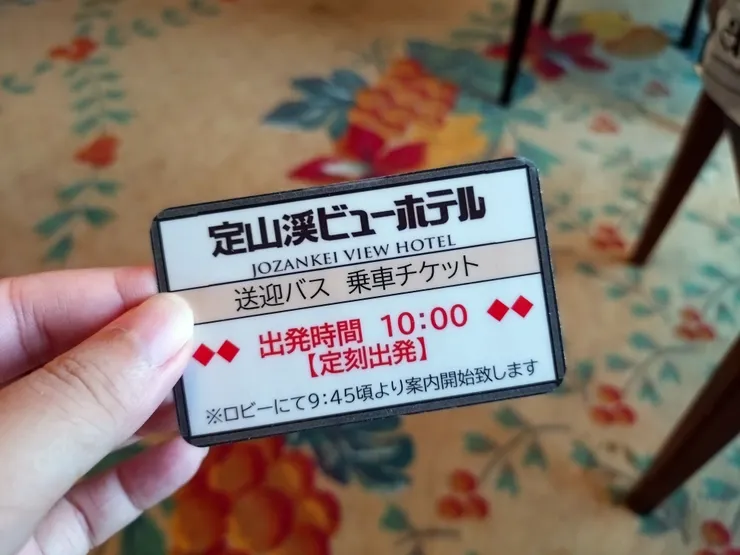 定山渓ビューホテル
JOZANKEI VIEW HOTEL
送迎バス 乗車チケット
出発時間 10:00
【定刻出発】
※ロビーにて9:45頃より案内開始致します